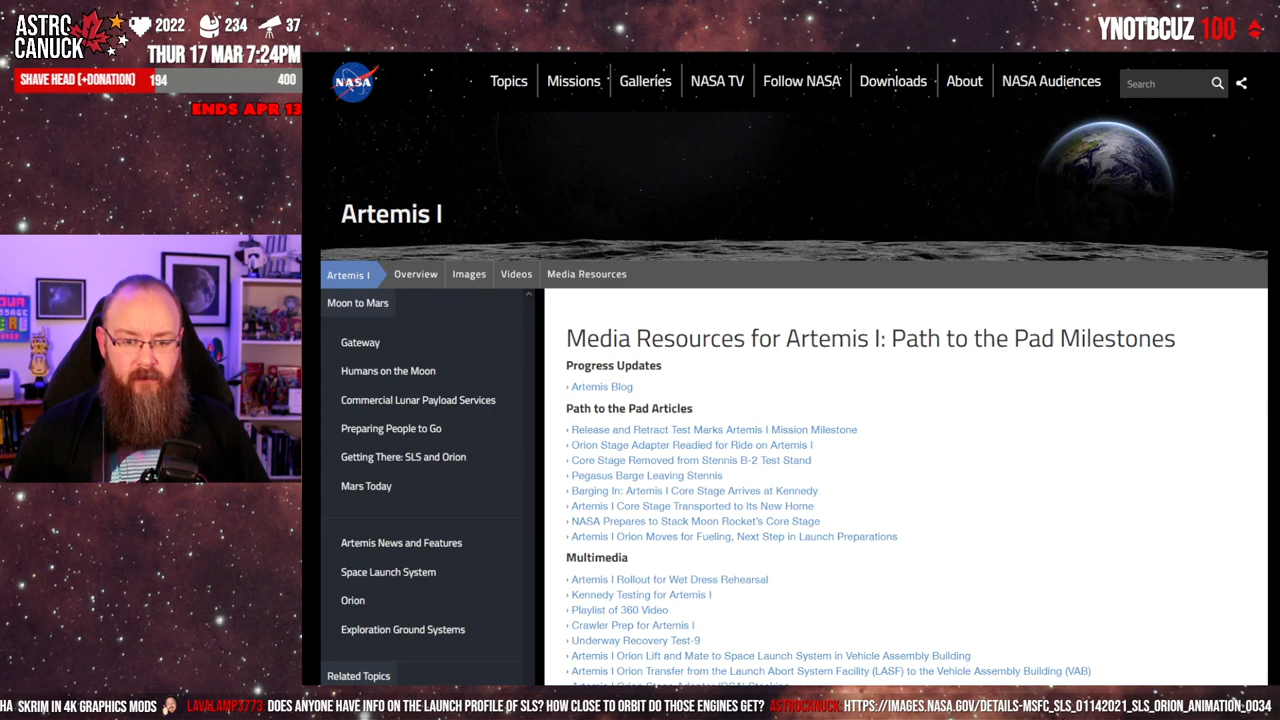 ASTRO
CANUCK
2022
234
37
THUR 17 MAR 7:24PM
SHAVE HEAD (+DONATION)
194
400
ENDS APR 13
YNOTBCUZ 100
NASA
Topics
Missions
Galleries
NASA TV
Follow NASA
Downloads
About
NASA Audiences
Search
Artemis I
Artemis I
Overview
Images
Videos
Media Resources
Moon to Mars
Gateway
Humans on the Moon
Commercial Lunar Payload Services
Preparing People to Go
Getting There: SLS and Orion
Mars Today
Artemis News and Features
Space Launch System
Orion
Exploration Ground Systems
Related Topics
Media Resources for Artemis I: Path to the Pad Milestones
Progress Updates
› Artemis Blog
Path to the Pad Articles
› Release and Retract Test Marks Artemis I Mission Milestone
› Orion Stage Adapter Readied for Ride on Artemis I
› Core Stage Removed from Stennis B-2 Test Stand
› Pegasus Barge Leaving Stennis
› Barging In: Artemis I Core Stage Arrives at Kennedy
› Artemis I Core Stage Transported to Its New Home
› NASA Prepares to Stack Moon Rocket's Core Stage
› Artemis I Orion Moves for Fueling, Next Step in Launch Preparations
Multimedia
› Artemis I Rollout for Wet Dress Rehearsal
› Kennedy Testing for Artemis I
› Playlist of 360 Video
› Crawler Prep for Artemis I
› Underway Recovery Test-9
› Artemis I Orion Lift and Mate to Space Launch System in Vehicle Assembly Building
› Artemis I Orion Transfer from the Launch Abort System Facility (LASF) to the Vehicle Assembly Building (VAB)
HA SKRIM IN 4K GRAPHICS MODS LAVALAMP3773: DOES ANYONE HAVE INFO ON THE LAUNCH PROFILE OF SLS? HOW CLOSE TO ORBIT DO THOSE ENGINES GET? ASTROCANUCK: HTTPS://IMAGES.NASA.GOV/DETAILS-MSFC_SLS_01142021_SLS_ORION_ANIMATION_0034